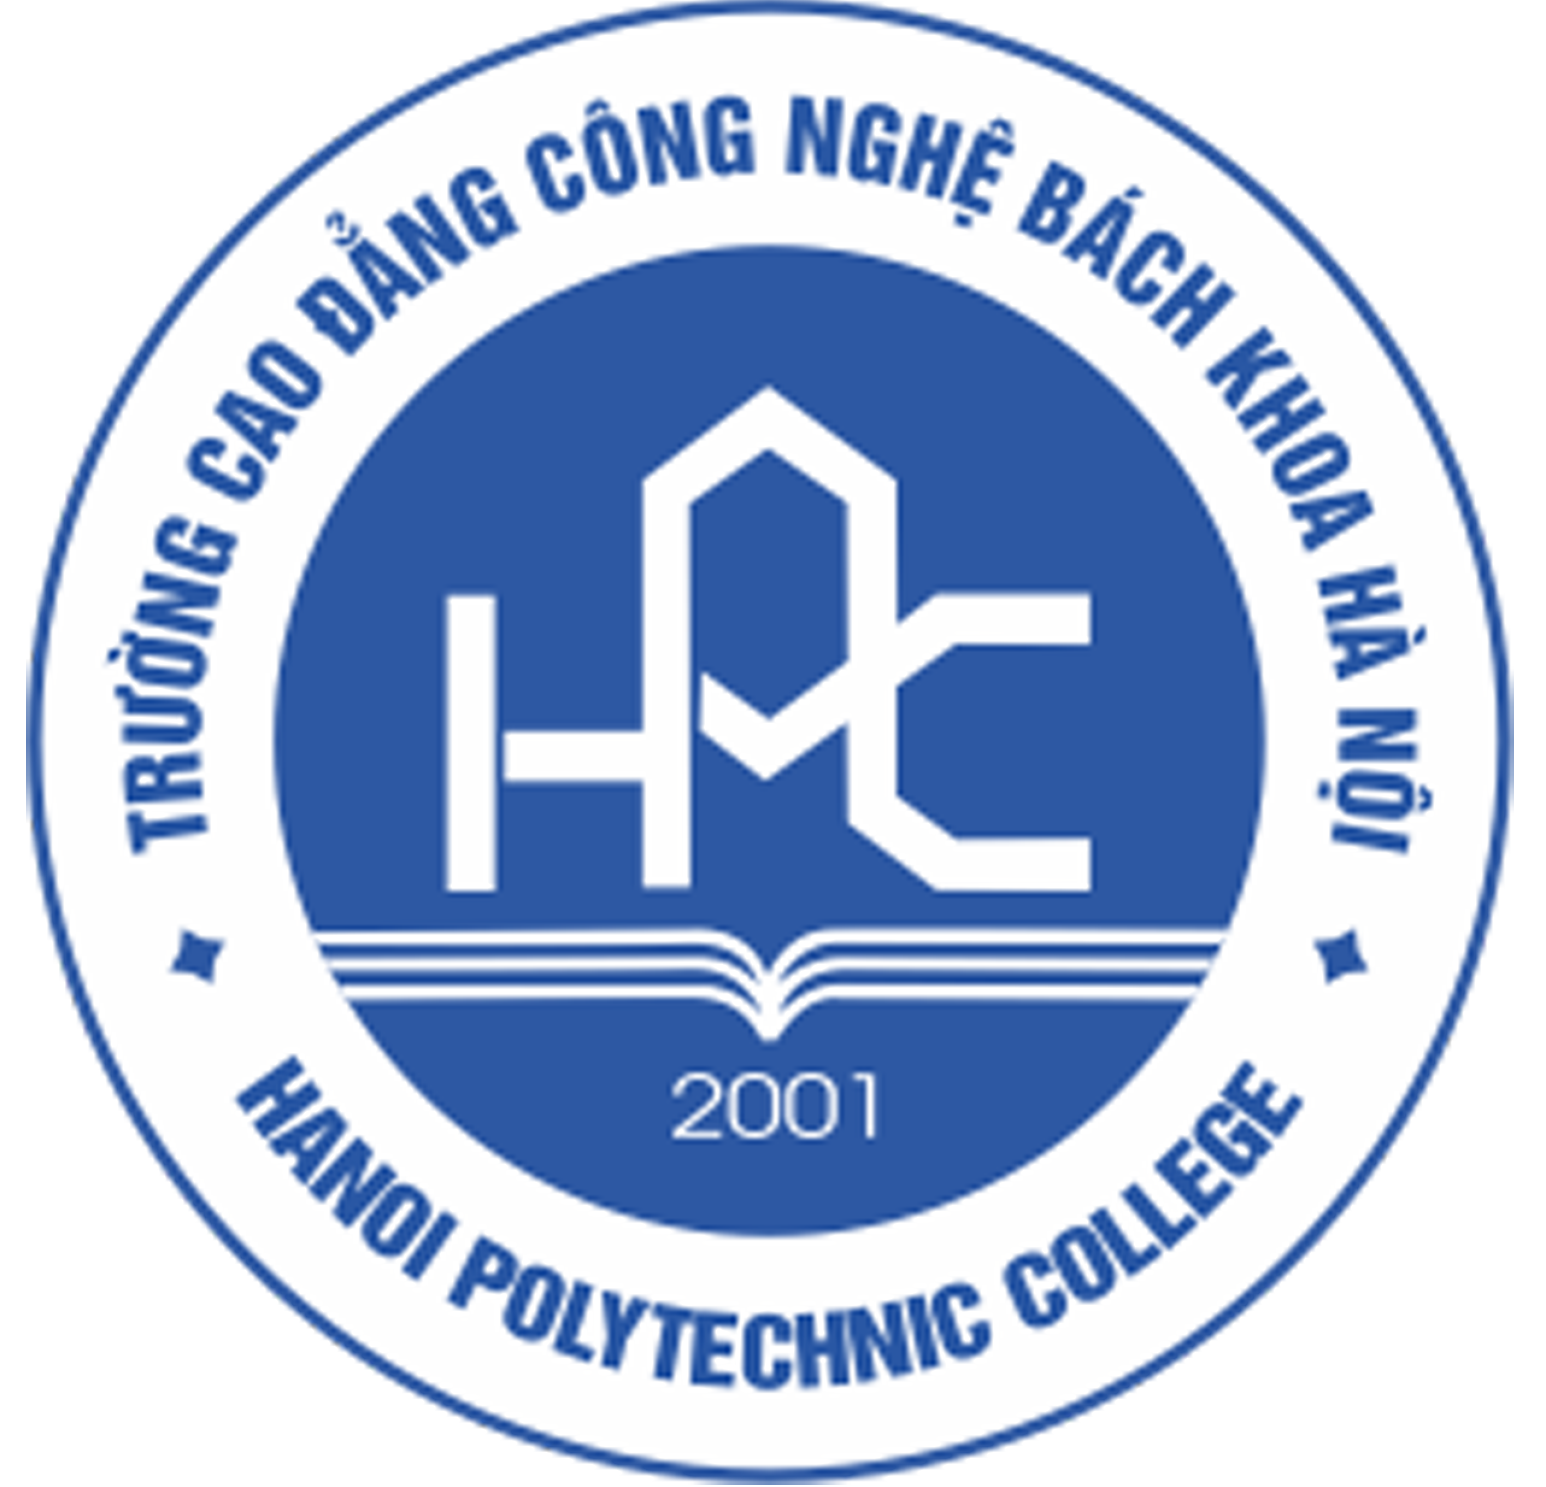 TRƯỜNG CAO ĐẲNG CÔNG NGHỆ BÁCH KHOA HÀ NỘI
HPC
2001
HANOI POLYTECHNIC COLLEGE